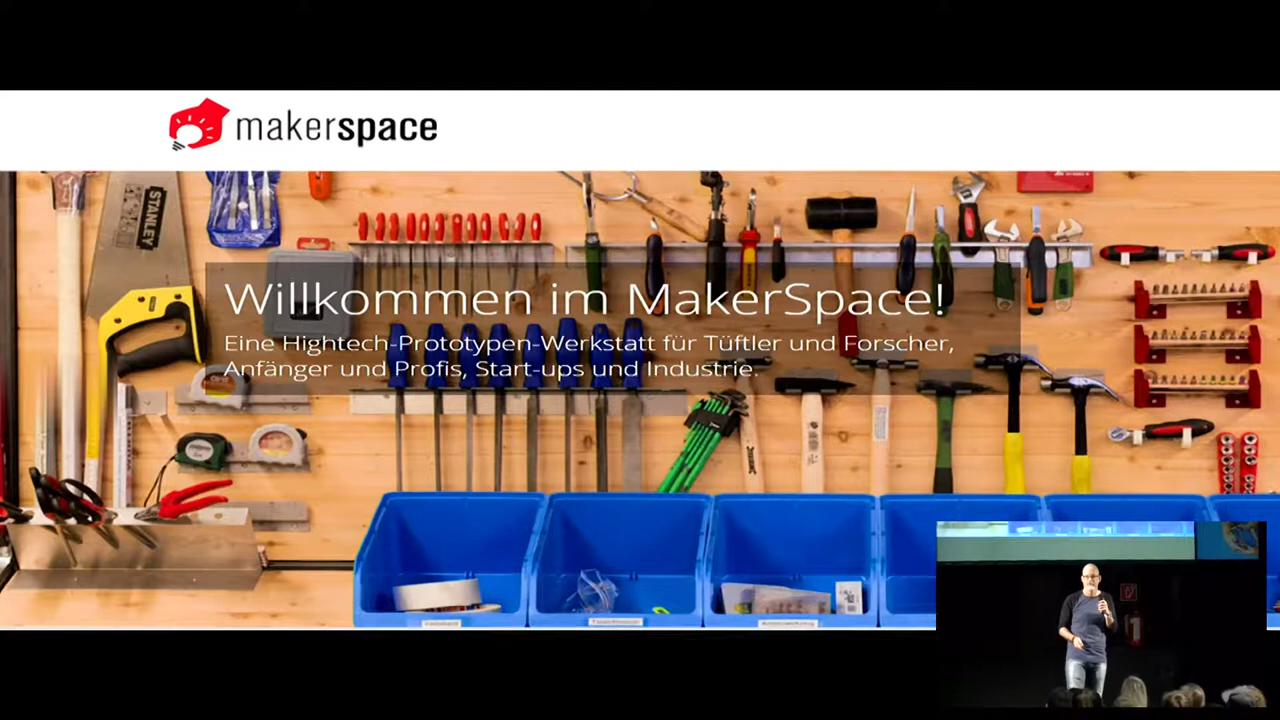 makerspace
STANLEY
Willkommen im MakerSpace!
Eine Hightech-Prototypen-Werkstatt für Tüftler und Forscher,
Anfänger und Profis, Start-ups und Industrie.